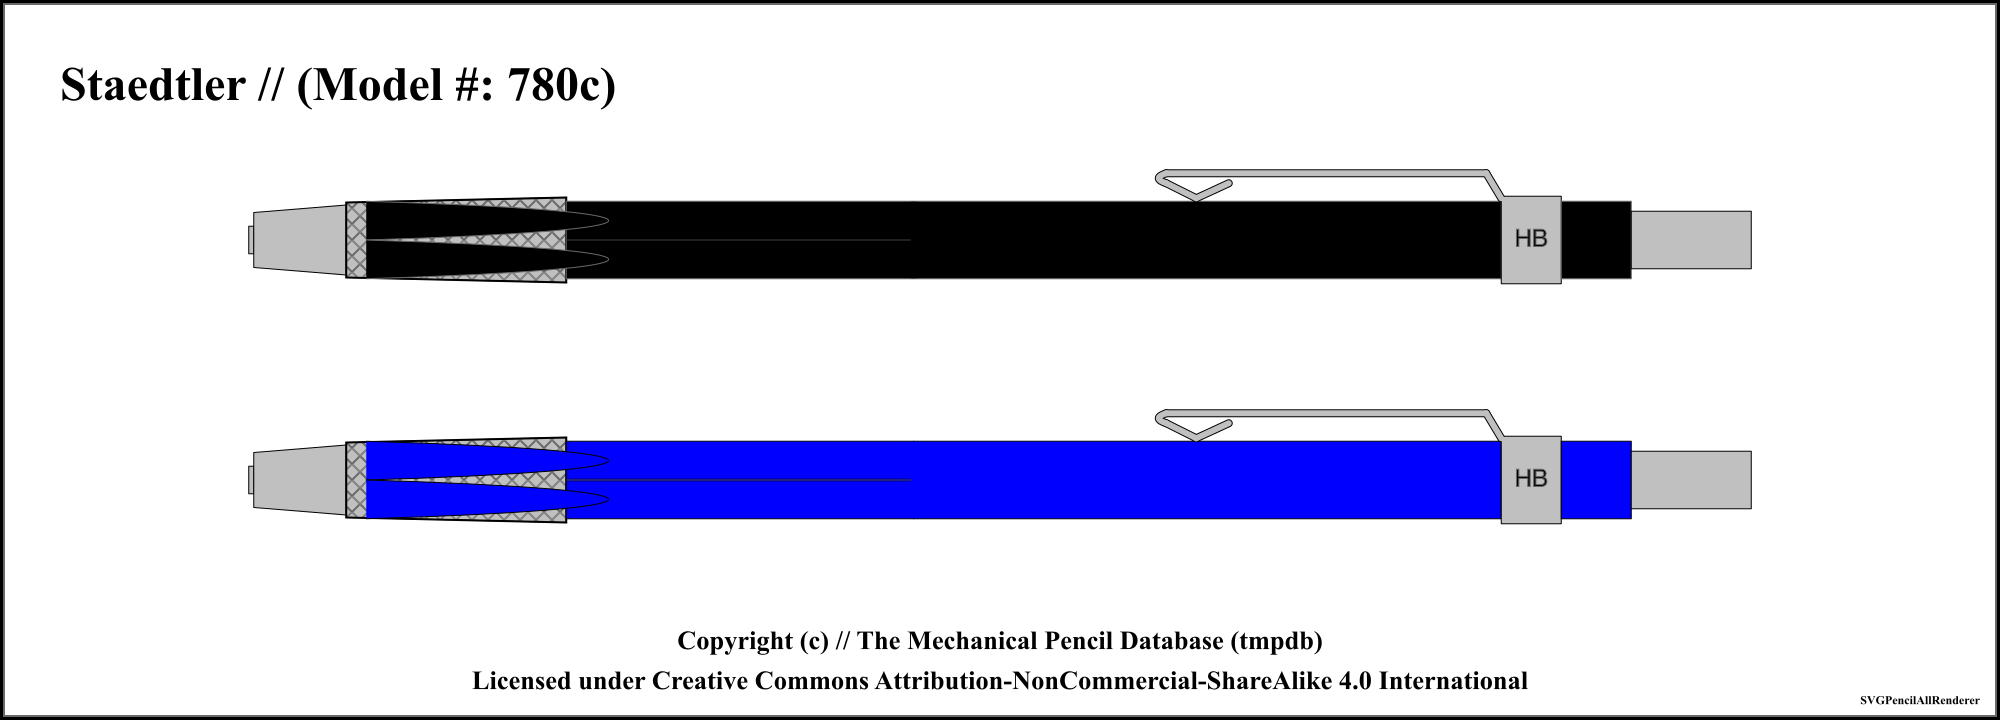 Staedtler // (Model #: 780c)
HB
HB
Copyright (c) // The Mechanical Pencil Database (tmpdb)
Licensed under Creative Commons Attribution-NonCommercial-ShareAlike 4.0 International
SVGPencilAllRenderer